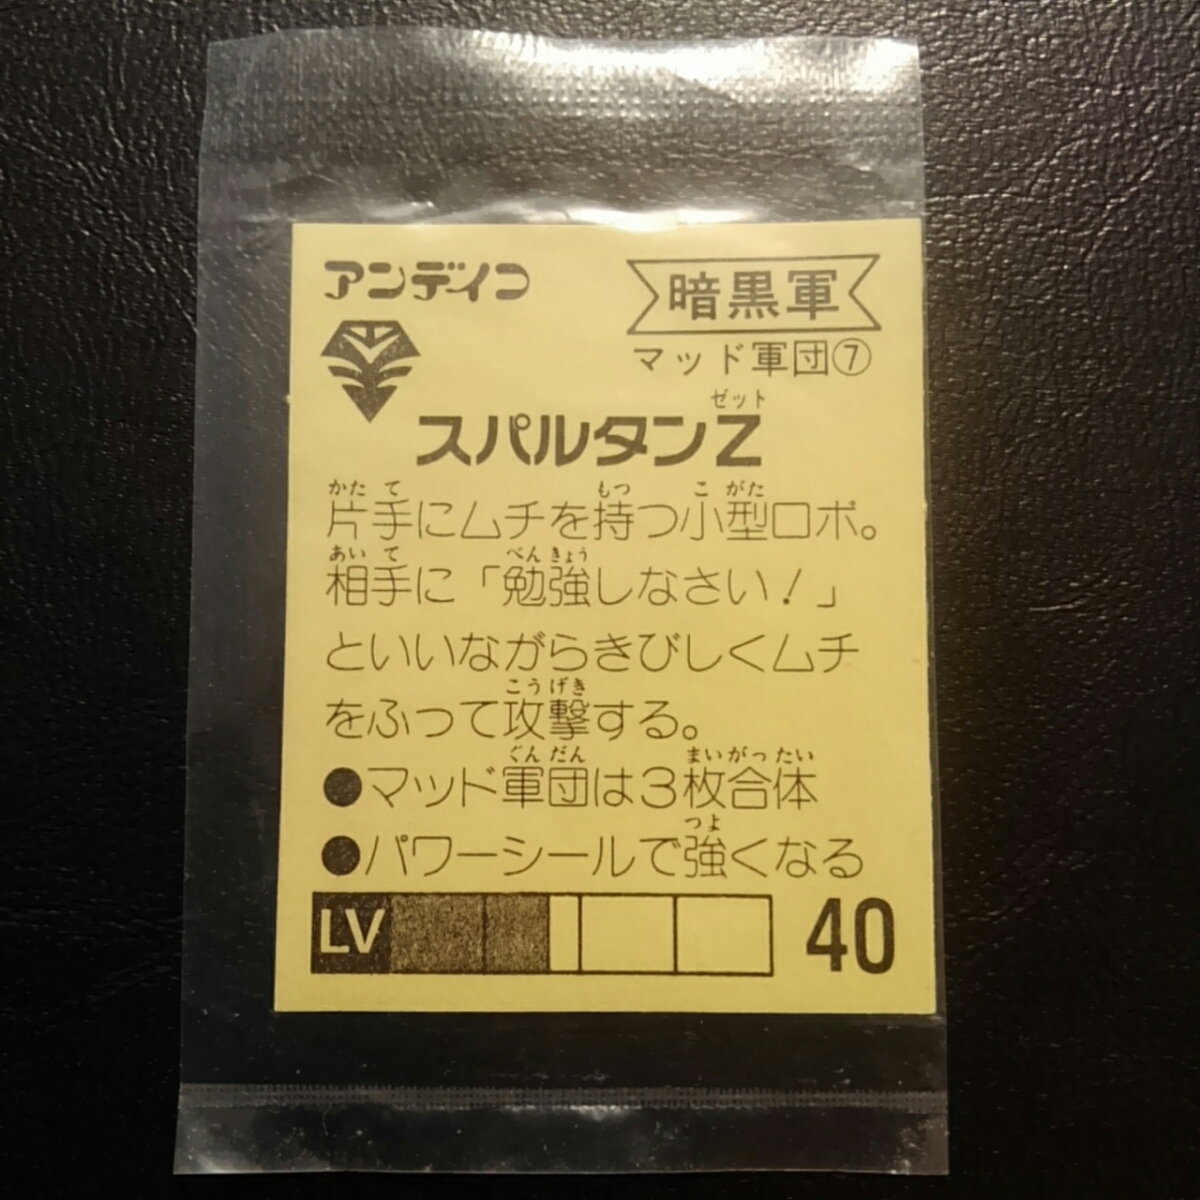 アンデイコ
暗黒軍
マッド軍団⑦
ゼット
スパルタンZ
かた て もつ こ がた
片手にムチを持つ小型ロボ。
あい て べんきょう
相手に「勉強しなさい!」
といいながらきびしくムチ
こうげき
をふって攻撃する。
ぐんだん まいがったい
●マッド軍団は3枚合体
つよ
●パワーシールで強くなる
LV 40